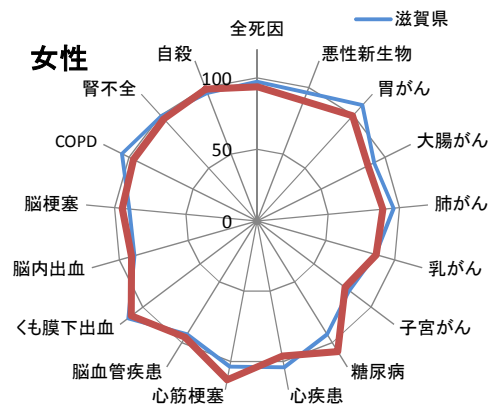 滋賀県
女性
全死因
悪性新生物
胃がん
大腸がん
肺がん
乳がん
子宮がん
糖尿病
心疾患
心筋梗塞
脳血管疾患
くも膜下出血
脳内出血
脳梗塞
COPD
腎不全
自殺
100
50
0